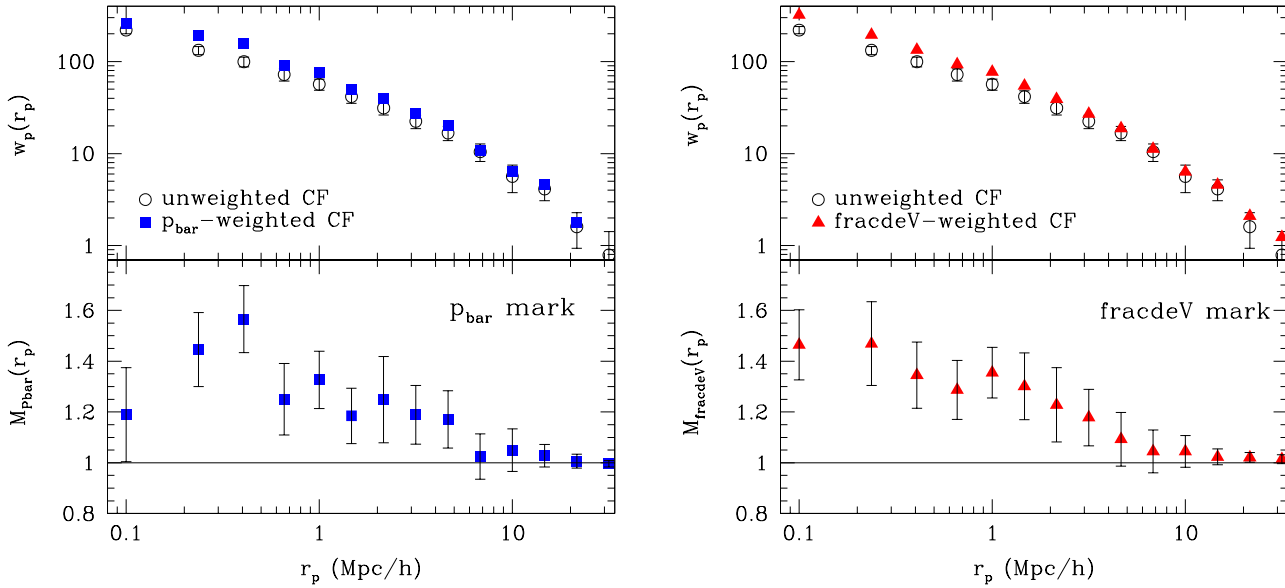 100
10
1
w_p(r_p)
unweighted CF
p_bar-weighted CF
1.6
1.4
1.2
1
0.8
M_Pbar(r_p)
p_bar mark
0.1
1
10
r_p (Mpc/h)
100
10
1
w_p(r_p)
unweighted CF
fracdeV-weighted CF
1.6
1.4
1.2
1
0.8
M_fracdeV(r_p)
fracdeV mark
0.1
1
10
r_p (Mpc/h)